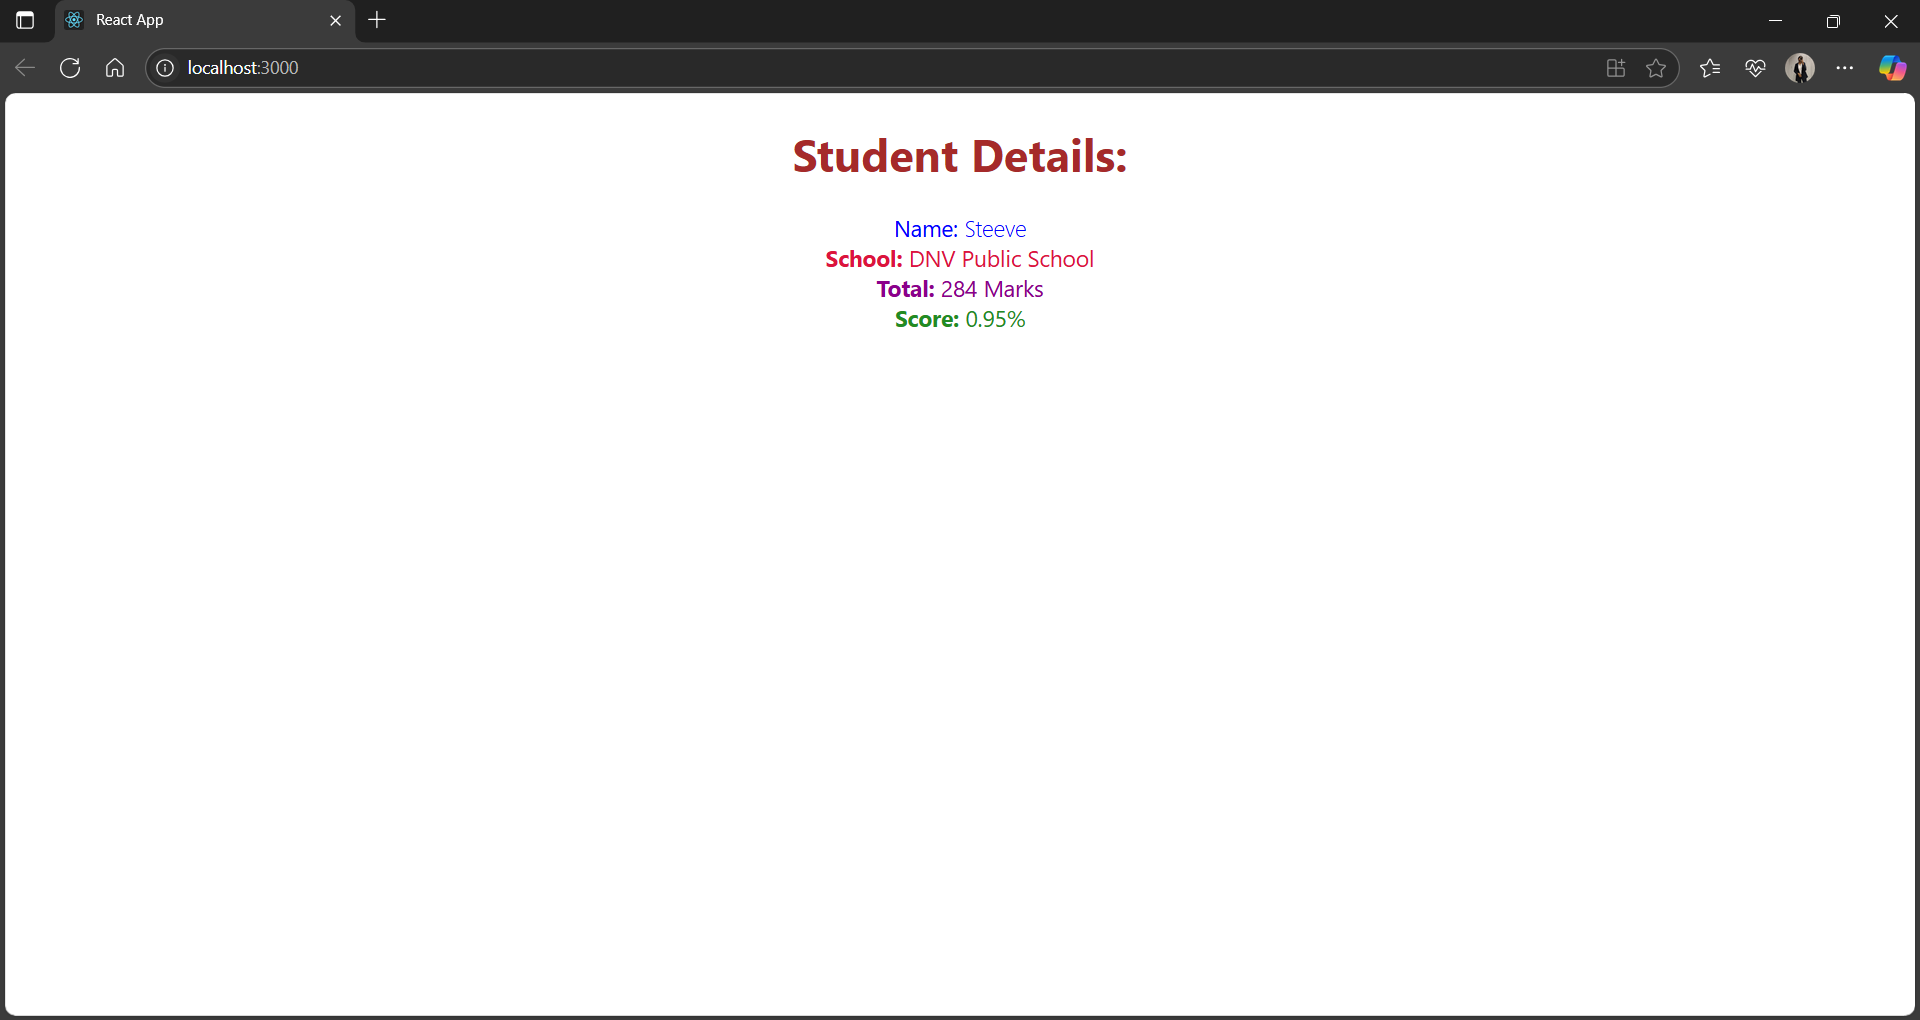 React App
localhost:3000
Student Details:
Name: Steeve
School: DNV Public School
Total: 284 Marks
Score: 0.95%